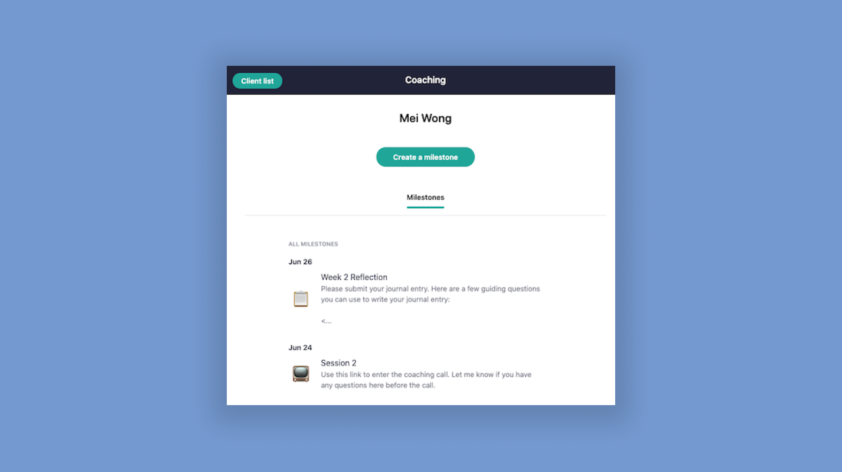 Client list
Coaching
Mei Wong
Create a milestone
Milestones
ALL MILESTONES
Jun 26
Week 2 Reflection
Please submit your journal entry. Here are a few guiding questions
you can use to write your journal entry:
<...
Jun 24
Session 2
Use this link to enter the coaching call. Let me know if you have
any questions here before the call.